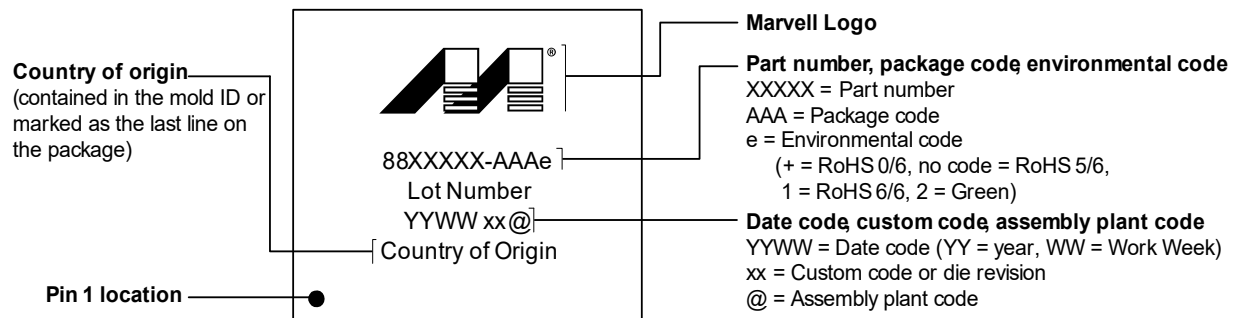 Marvell Logo
Country of origin
(contained in the mold ID or
marked as the last line on
the package)
®
Part number, package code, environmental code
XXXXX = Part number
AAA = Package code
e = Environmental code
(+ = RoHS 0/6, no code = RoHS 5/6,
1 = RoHS 6/6, 2 = Green)
88XXXXX-AAAe
Lot Number
YYWW xx@
Country of Origin
Date code, custom code, assembly plant code
YYWW = Date code (YY = year, WW = Work Week)
xx = Custom code or die revision
@ = Assembly plant code
Pin 1 location